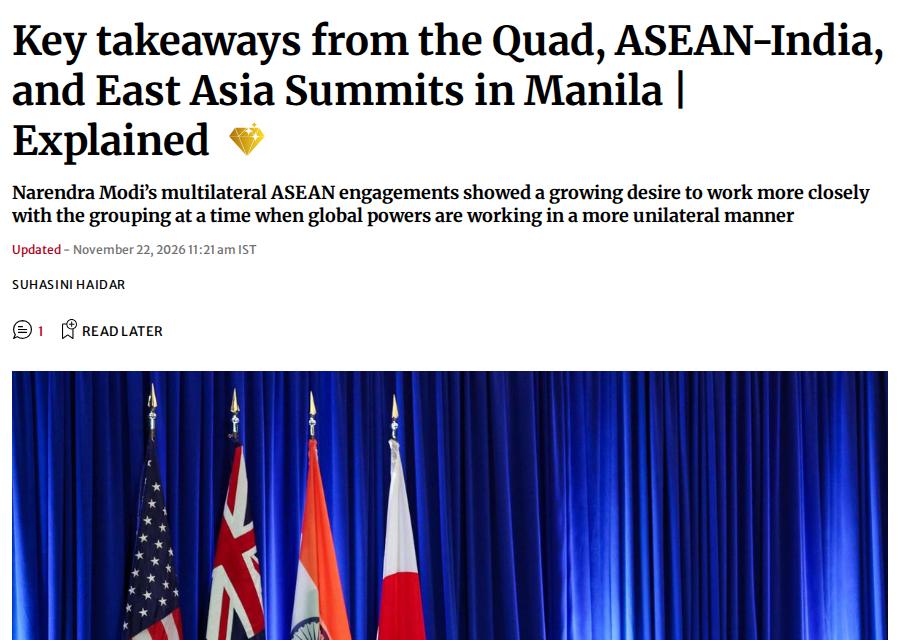 Key takeaways from the Quad, ASEAN-India,
and East Asia Summits in Manila |
Explained
Narendra Modi’s multilateral ASEAN engagements showed a growing desire to work more closely
with the grouping at a time when global powers are working in a more unilateral manner
Updated - November 22, 2026 11:21 am IST
SUHASINI HAIDAR
1 READ LATER